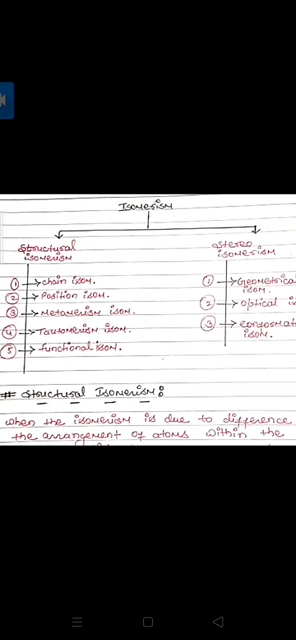 Isomerism
Structural
isomerism
Stereo
isomerism
① → chain isom.
② → Position isom.
③ → Metamerism isom.
④ → Tautomerism isom.
⑤ → functional isom.
① → Geometrical
isom.
② → optical is
③ → conformat
isom.
# Structural Isomerism:
when the isomerism is due to difference
the arrangement of atoms within the